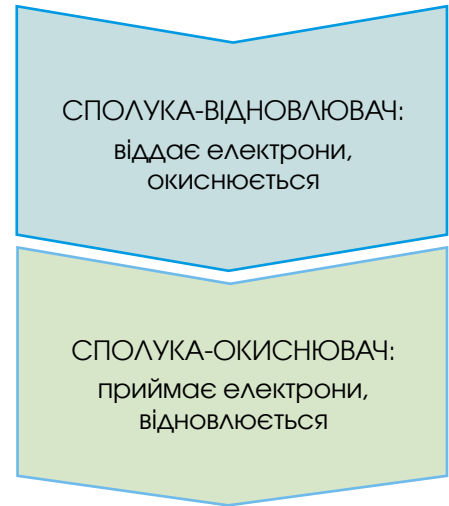 СПОЛУКА-ВІДНОВЛЮВАЧ:
віддає електрони,
окиснюється
СПОЛУКА-ОКИСНЮВАЧ:
приймає електрони,
відновлюється